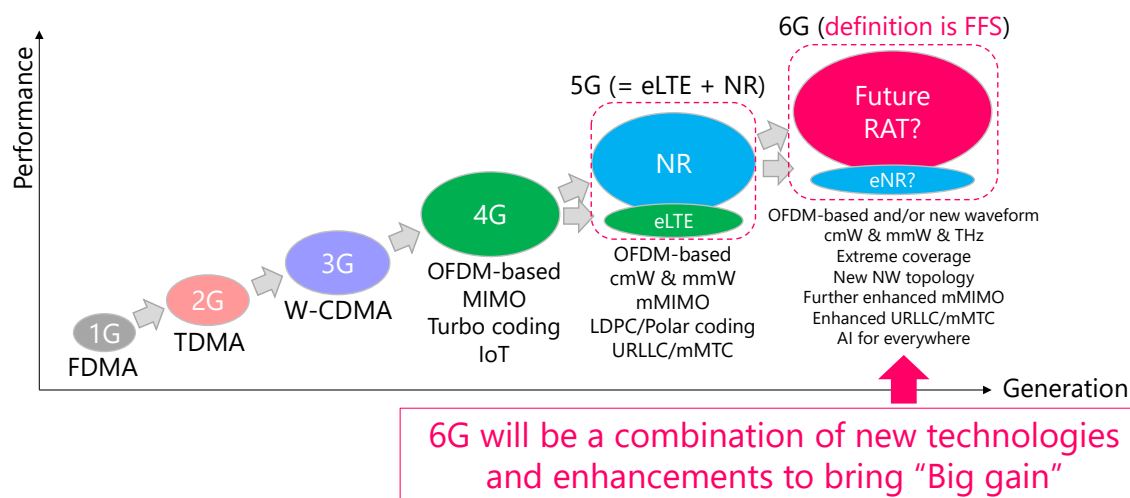 Performance
1G
FDMA
2G
TDMA
3G
W-CDMA
4G
OFDM-based
MIMO
Turbo coding
IoT
5G (= eLTE + NR)
NR
eLTE
OFDM-based
cmW & mmW
mMIMO
LDPC/Polar coding
URLLC/mMTC
6G (definition is FFS)
Future
RAT?
eNR?
OFDM-based and/or new waveform
cmW & mmW & THz
Extreme coverage
New NW topology
Further enhanced mMIMO
Enhanced URLLC/mMTC
AI for everywhere
Generation
6G will be a combination of new technologies
and enhancements to bring “Big gain”